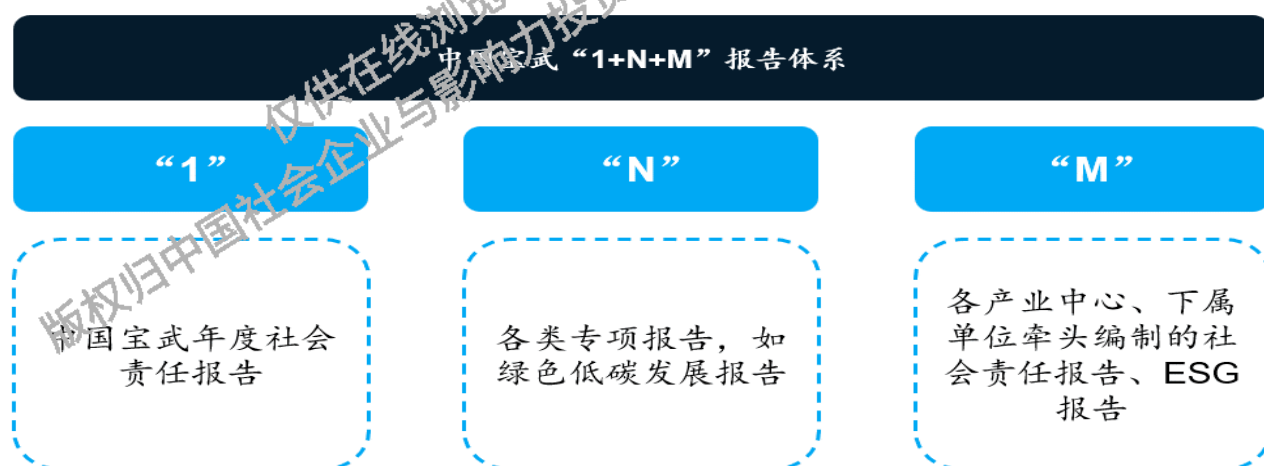 中国宝武“1+N+M”报告体系
“1”
“N”
“M”
中国宝武年度社会
责任报告
各类专项报告，如
绿色低碳发展报告
各产业中心、下属
单位牵头编制的社
会责任报告、ESG
报告
仅供在线浏览
版权归中国社会企业与影响力投资